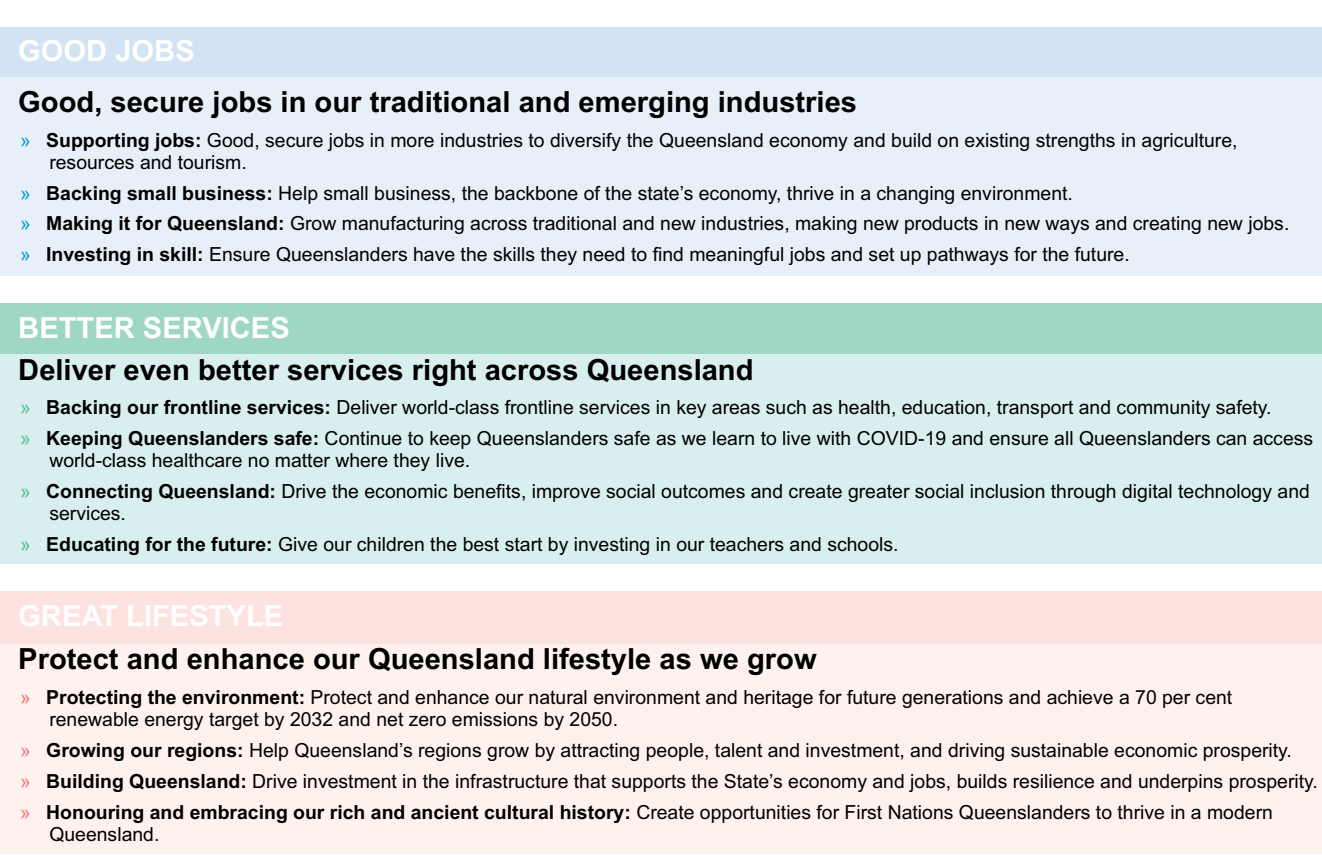 GOOD JOBS
Good, secure jobs in our traditional and emerging industries
» Supporting jobs: Good, secure jobs in more industries to diversify the Queensland economy and build on existing strengths in agriculture,
resources and tourism.
» Backing small business: Help small business, the backbone of the state’s economy, thrive in a changing environment.
» Making it for Queensland: Grow manufacturing across traditional and new industries, making new products in new ways and creating new jobs.
» Investing in skill: Ensure Queenslanders have the skills they need to find meaningful jobs and set up pathways for the future.
BETTER SERVICES
Deliver even better services right across Queensland
» Backing our frontline services: Deliver world-class frontline services in key areas such as health, education, transport and community safety.
» Keeping Queenslanders safe: Continue to keep Queenslanders safe as we learn to live with COVID-19 and ensure all Queenslanders can access
world-class healthcare no matter where they live.
» Connecting Queensland: Drive the economic benefits, improve social outcomes and create greater social inclusion through digital technology and
services.
» Educating for the future: Give our children the best start by investing in our teachers and schools.
GREAT LIFESTYLE
Protect and enhance our Queensland lifestyle as we grow
» Protecting the environment: Protect and enhance our natural environment and heritage for future generations and achieve a 70 per cent
renewable energy target by 2032 and net zero emissions by 2050.
» Growing our regions: Help Queensland’s regions grow by attracting people, talent and investment, and driving sustainable economic prosperity.
» Building Queensland: Drive investment in the infrastructure that supports the State’s economy and jobs, builds resilience and underpins prosperity.
» Honouring and embracing our rich and ancient cultural history: Create opportunities for First Nations Queenslanders to thrive in a modern
Queensland.